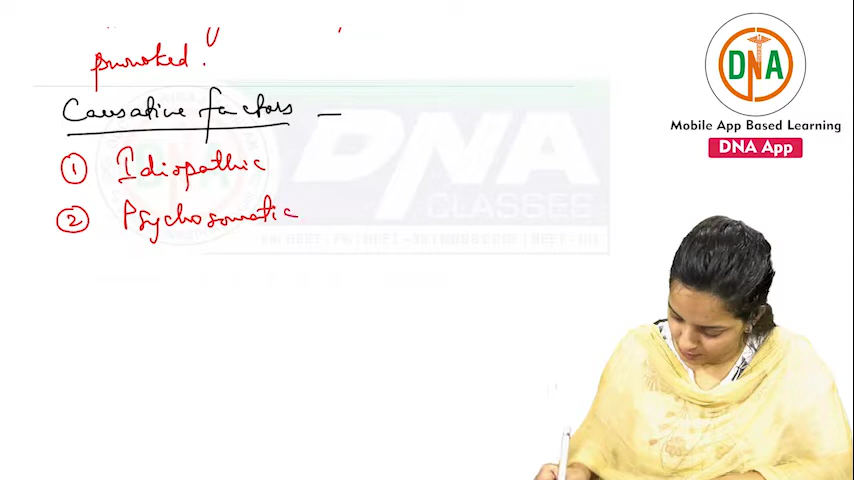 provoked.
Causative factors —
① Idiopathic
② Psychosomatic
DNA
CLASSES
DNA
Mobile App Based Learning
DNA App